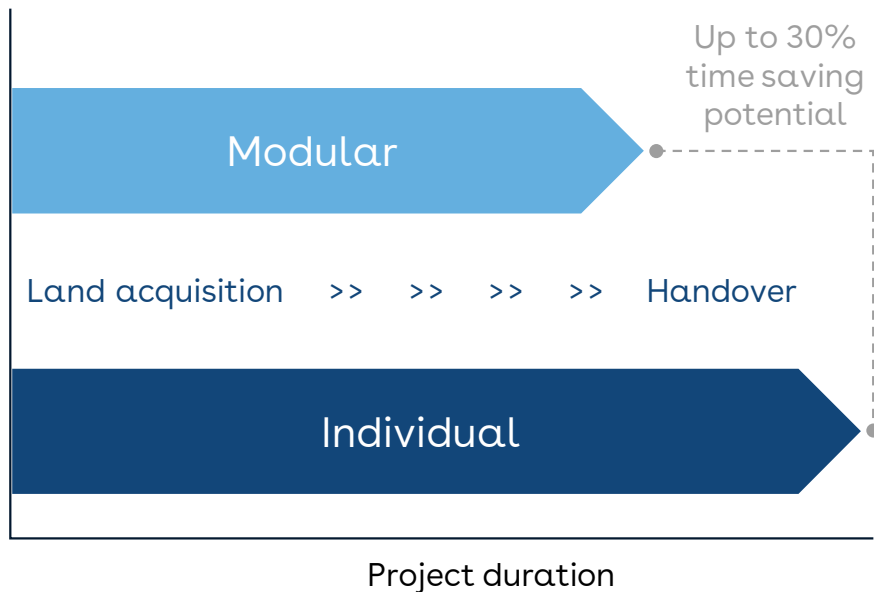 Up to 30%
time saving
potential
Modular
Land acquisition >> >> >> >> Handover
Individual
Project duration